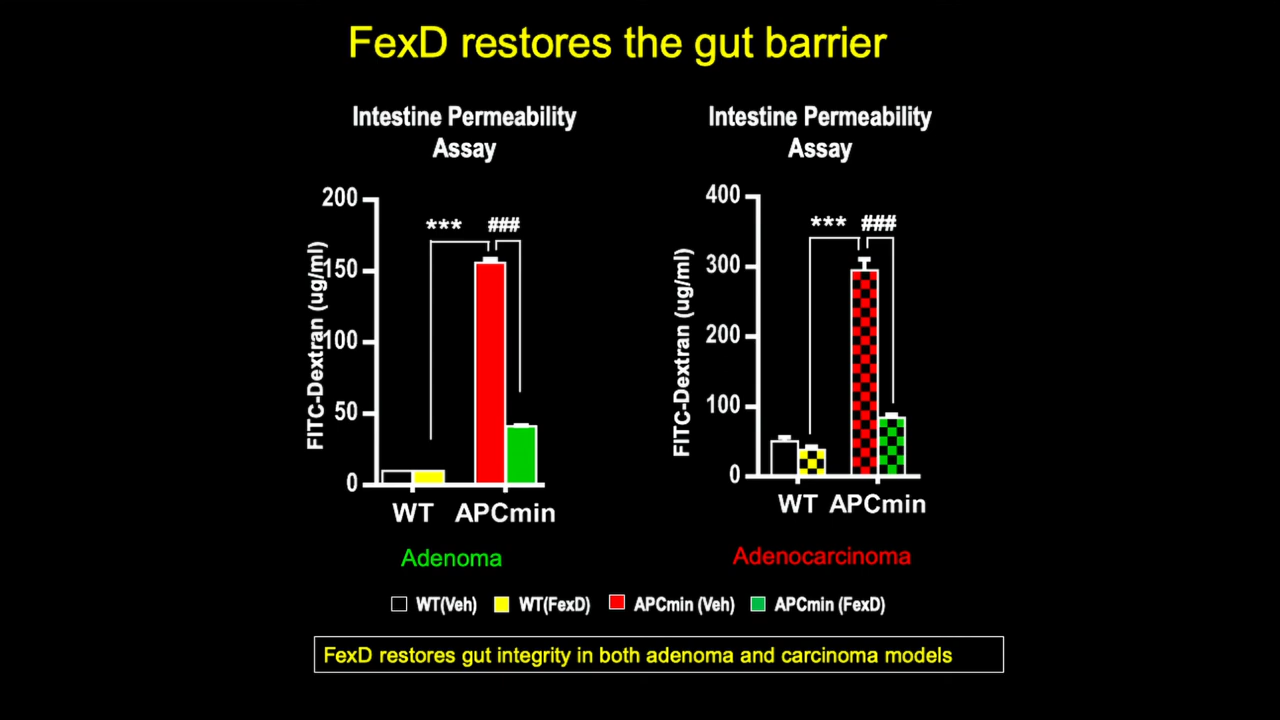 FexD restores the gut barrier
Intestine Permeability
Assay
200
150
100
50
0
FITC-Dextran (ug/ml)
***
###
WT
APCmin
Adenoma
Intestine Permeability
Assay
400
300
200
100
0
FITC-Dextran (ug/ml)
***
###
WT
APCmin
Adenocarcinoma
WT(Veh)
WT(FexD)
APCmin (Veh)
APCmin (FexD)
FexD restores gut integrity in both adenoma and carcinoma models